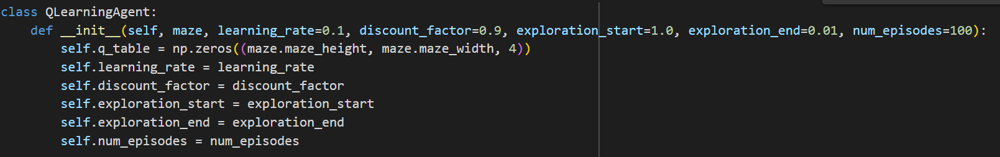 class QLearningAgent:
    def __init__(self, maze, learning_rate=0.1, discount_factor=0.9, exploration_start=1.0, exploration_end=0.01, num_episodes=100):
        self.q_table = np.zeros((maze.maze_height, maze.maze_width, 4))
        self.learning_rate = learning_rate
        self.discount_factor = discount_factor
        self.exploration_start = exploration_start
        self.exploration_end = exploration_end
        self.num_episodes = num_episodes